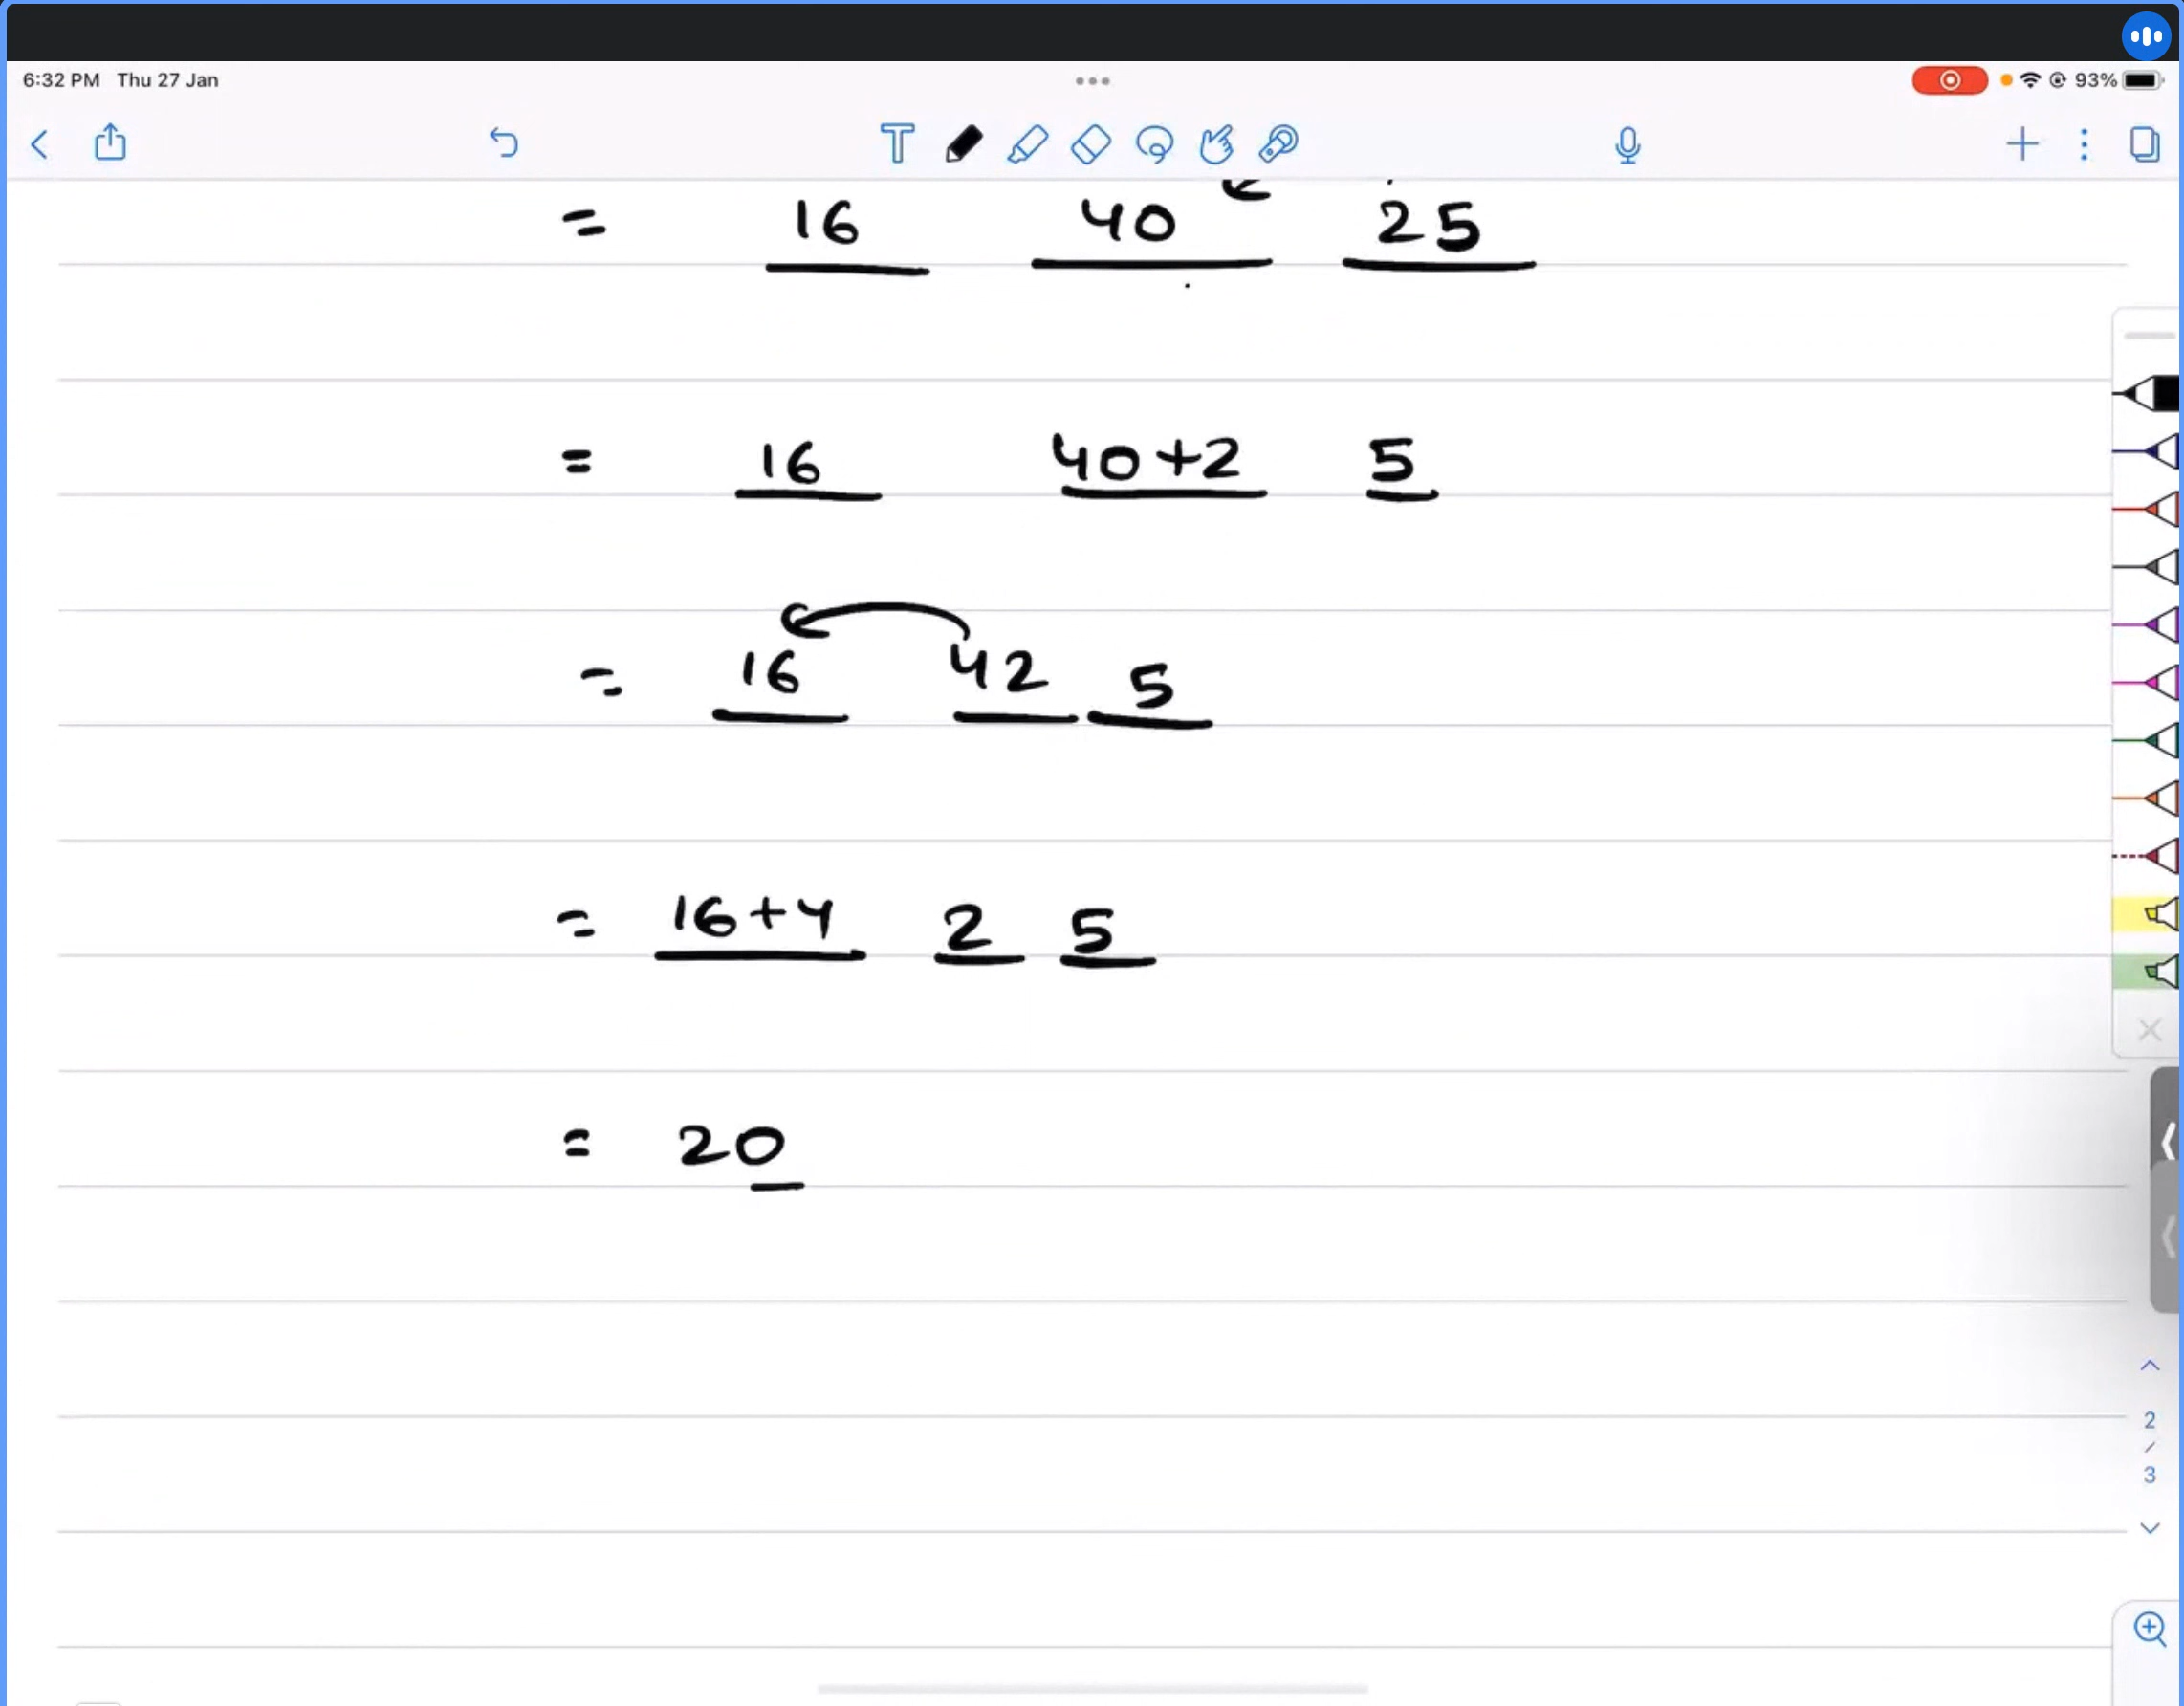 6:32 PM Thu 27 Jan 93%
= 16 40 25
= 16 40+2 5
= 16 42 5
= 16+4 2 5
= 20
2
/
3